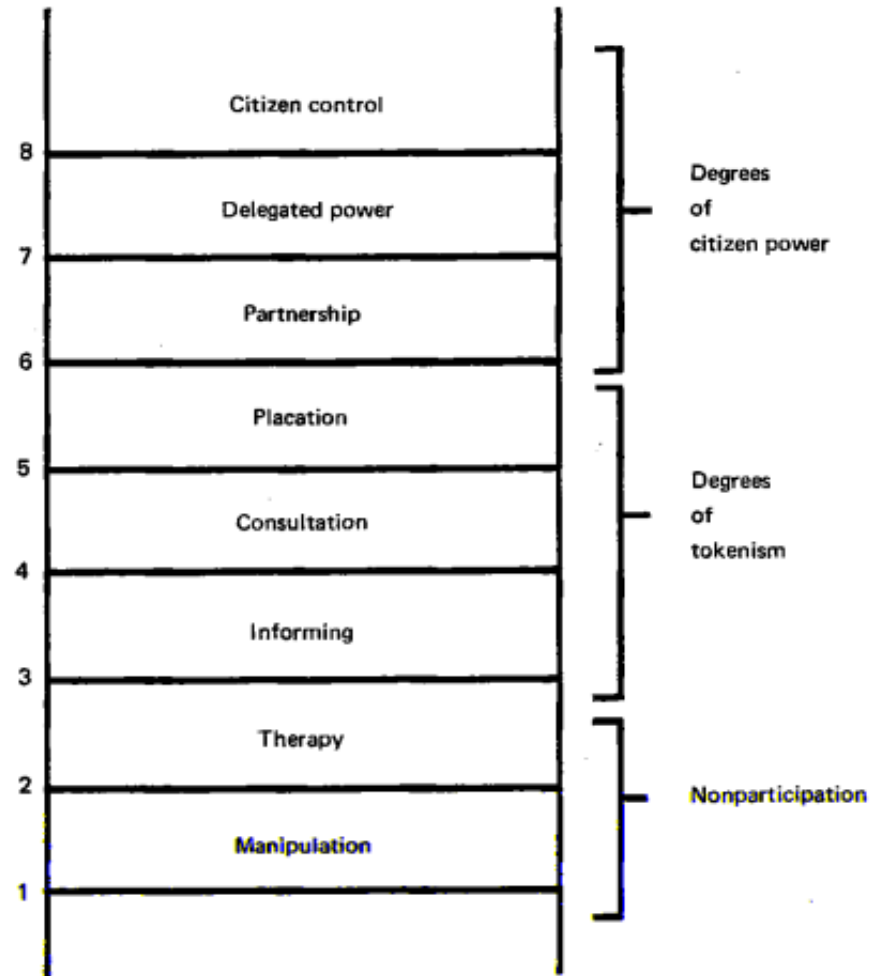 Citizen control
8
Delegated power
7
Partnership
6
Placation
5
Consultation
4
Informing
3
Therapy
2
Manipulation
1
Degrees
of
citizen power
Degrees
of
tokenism
Nonparticipation